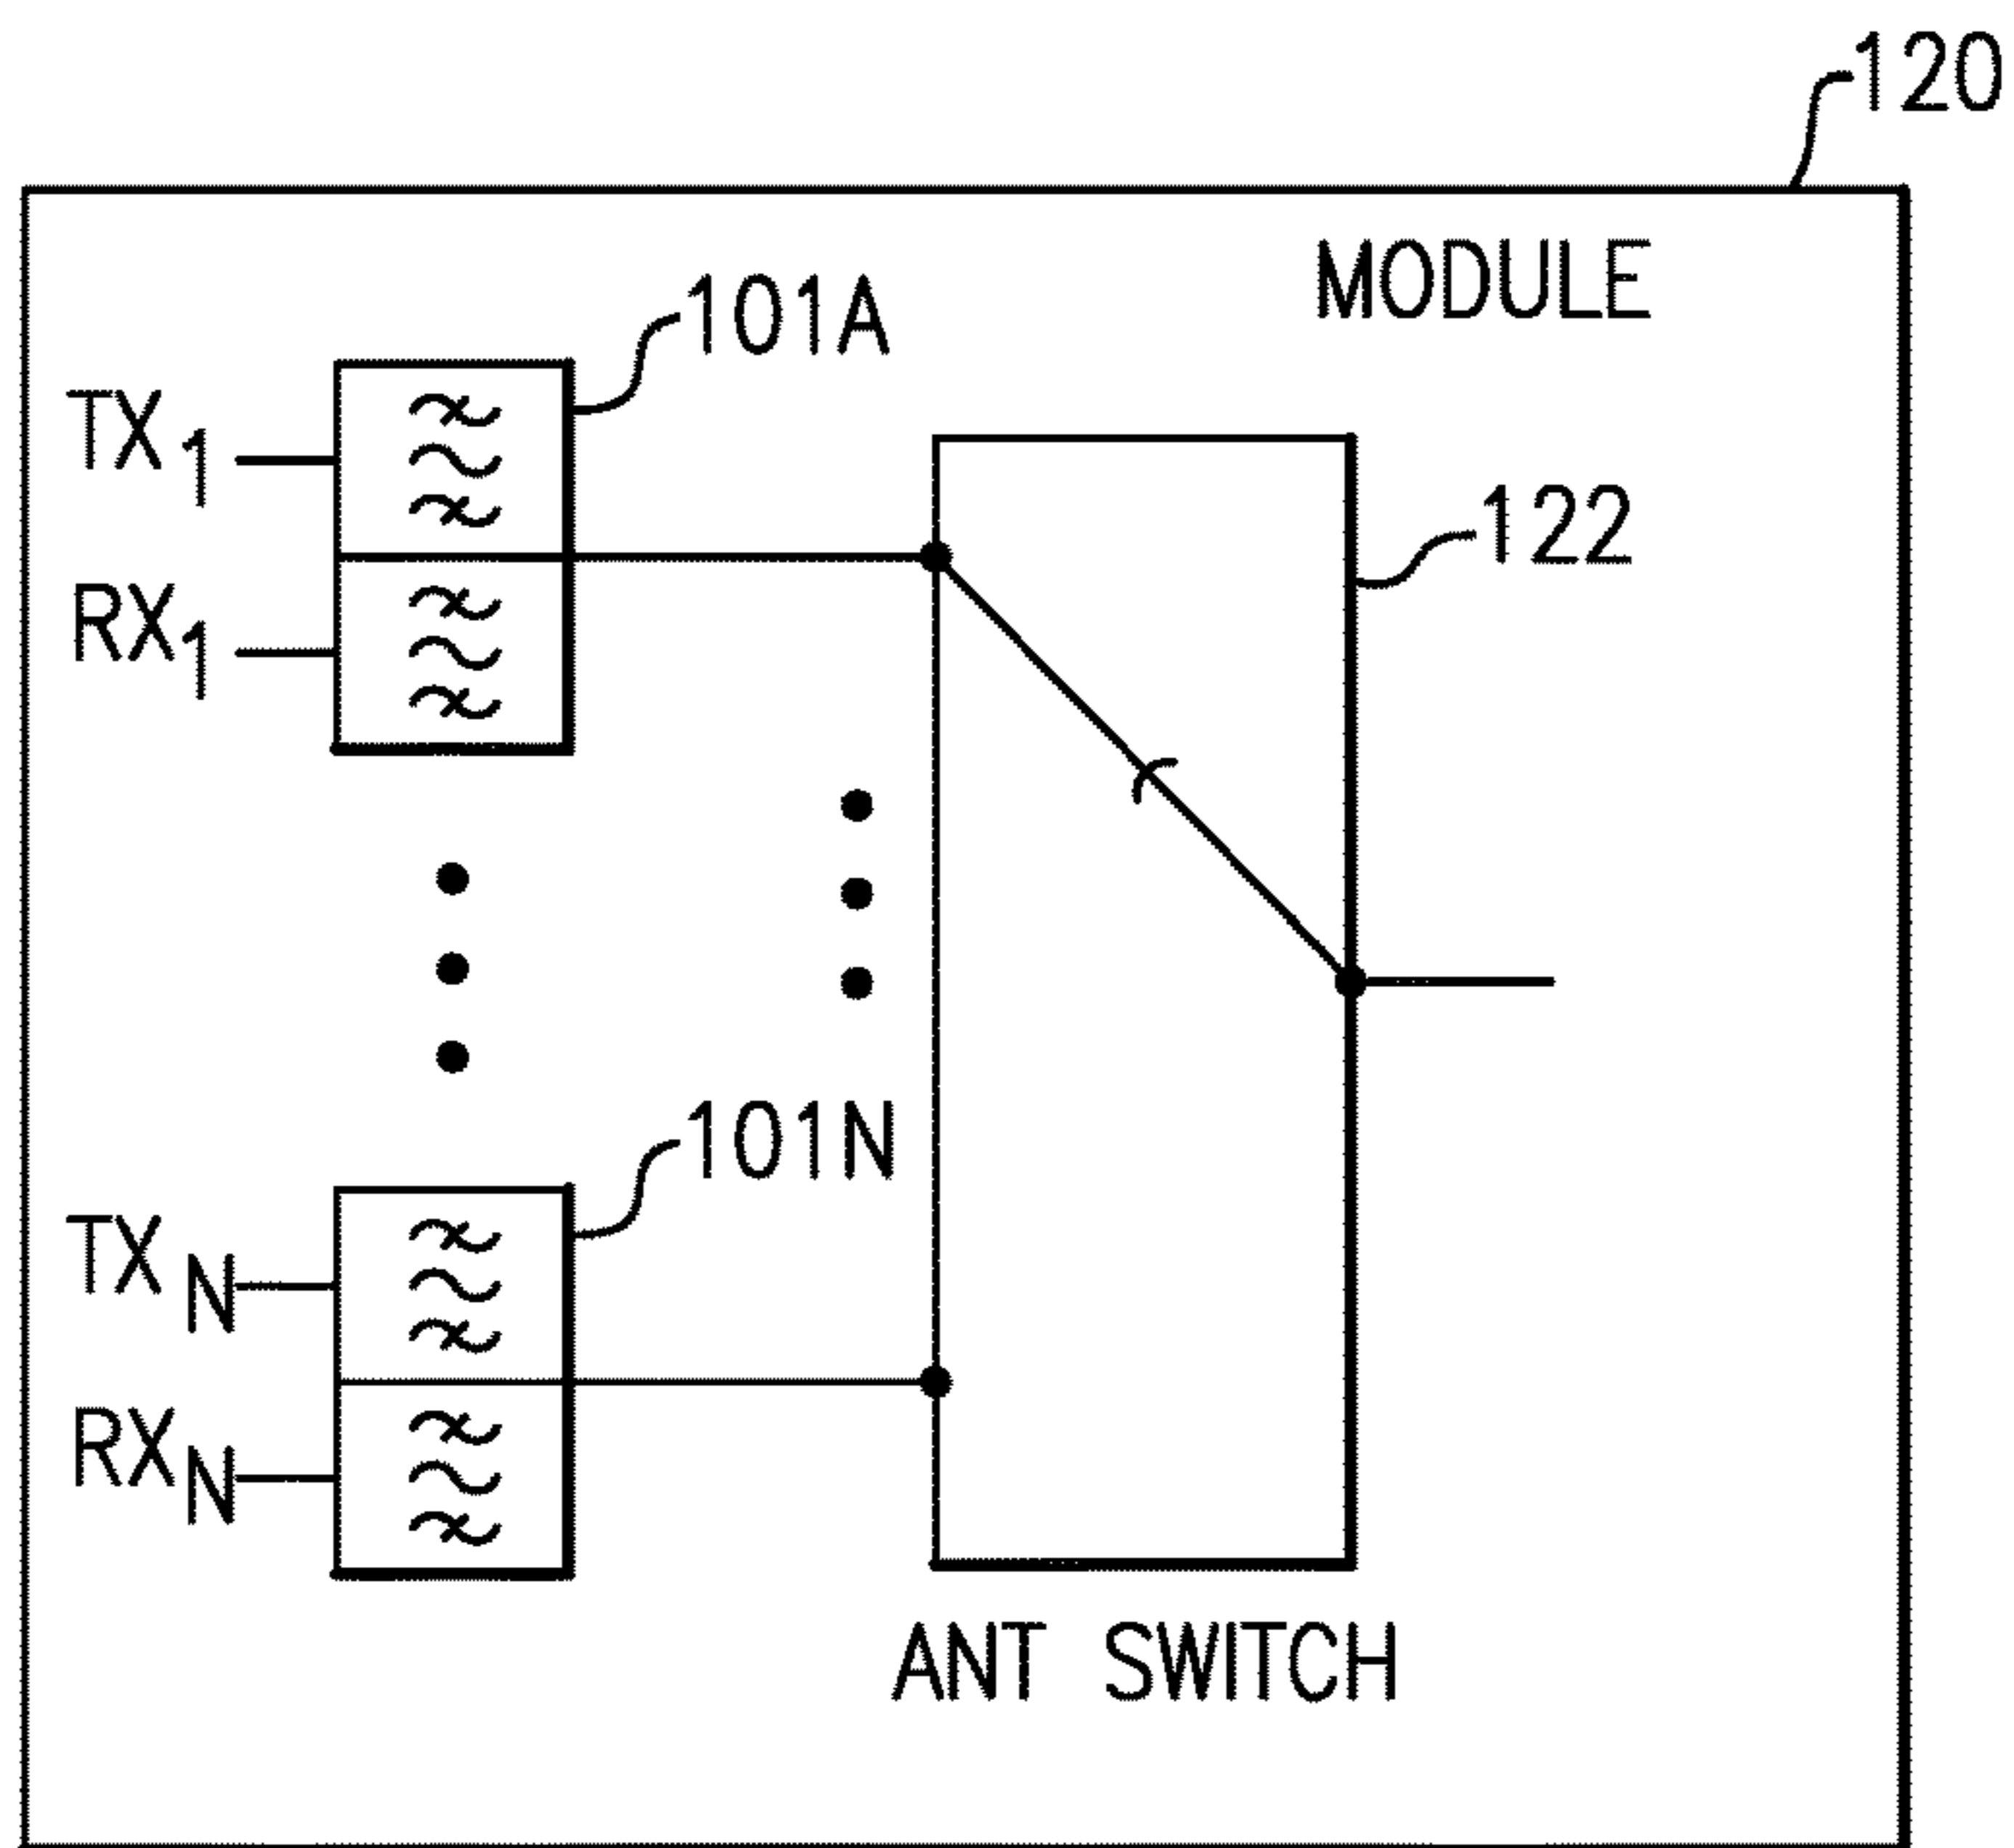 120
MODULE
101A
TX1
122
RX1
101N
TXN
RXN
ANT SWITCH